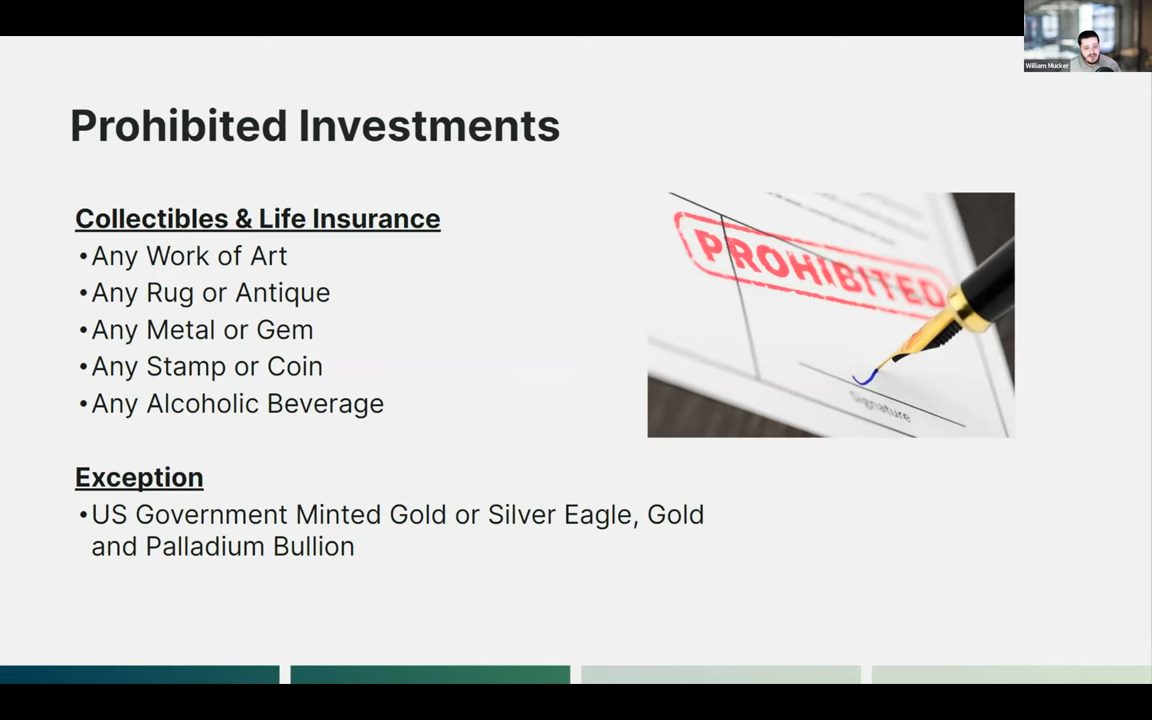 William Mucker
Prohibited Investments
Collectibles & Life Insurance
•Any Work of Art
•Any Rug or Antique
•Any Metal or Gem
•Any Stamp or Coin
•Any Alcoholic Beverage
PROHIBITED
Signature
Exception
•US Government Minted Gold or Silver Eagle, Gold
and Palladium Bullion